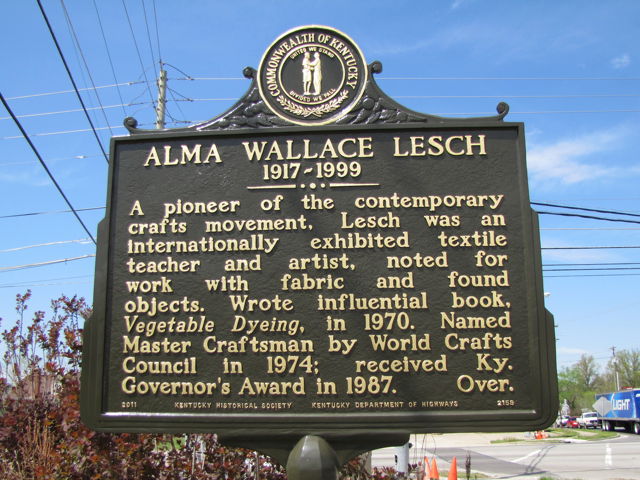 COMMONWEALTH OF KENTUCKY
UNITED WE STAND
DIVIDED WE FALL
ALMA WALLACE LESCH
1917-1999
A pioneer of the contemporary
crafts movement, Lesch was an
internationally exhibited textile
teacher and artist, noted for
work with fabric and found
objects. Wrote influential book,
Vegetable Dyeing, in 1970. Named
Master Craftsman by World Crafts
Council in 1974; received Ky.
Governor's Award in 1987. Over.
2011 KENTUCKY HISTORICAL SOCIETY KENTUCKY DEPARTMENT OF HIGHWAYS 2159
LIGHT